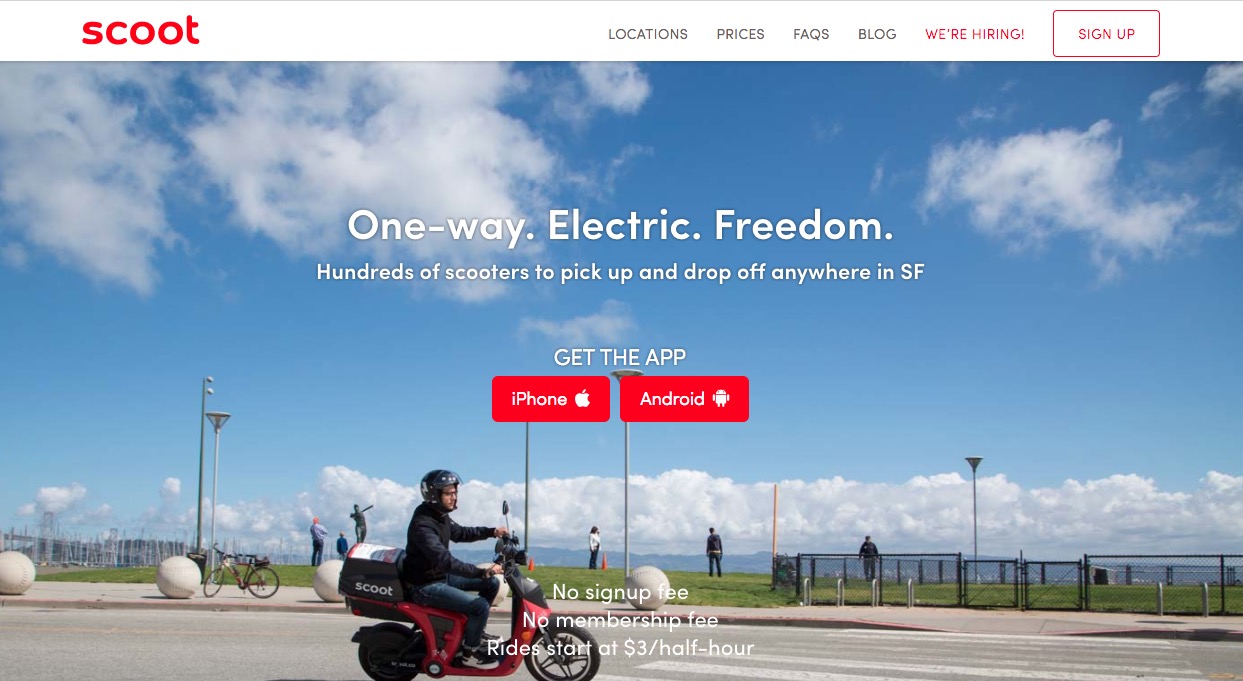 scoot
LOCATIONS PRICES FAQS BLOG WE'RE HIRING! SIGN UP
One-way. Electric. Freedom.
Hundreds of scooters to pick up and drop off anywhere in SF
GET THE APP
iPhone Android
scoot
No signup fee
No membership fee
Rides start at $3/half-hour